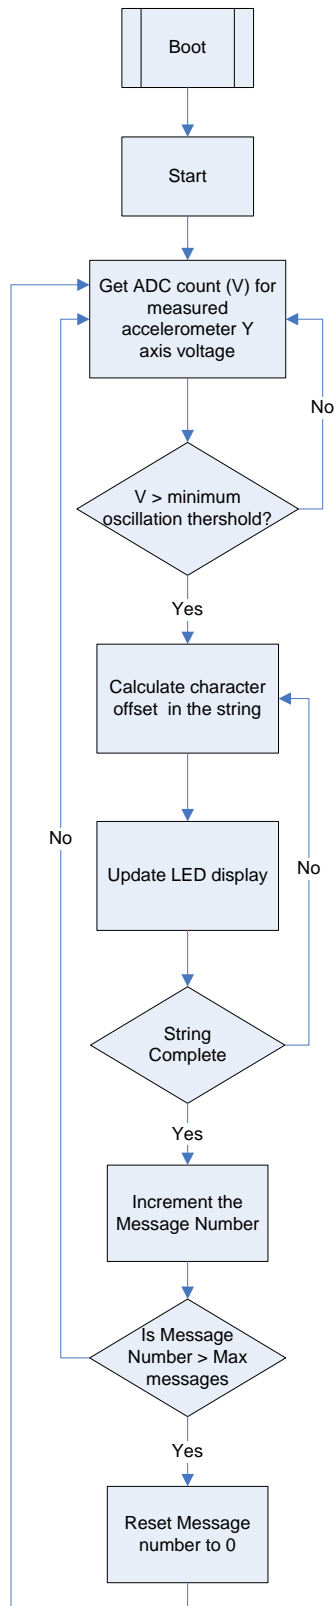 Boot
Start
Get ADC count (V) for
measured
accelerometer Y
axis voltage
No
V > minimum
oscillation thershold?
Yes
Calculate character
offset in the string
No
Update LED display
No
String
Complete
Yes
Increment the
Message Number
Is Message
Number > Max
messages
Yes
Reset Message
number to 0